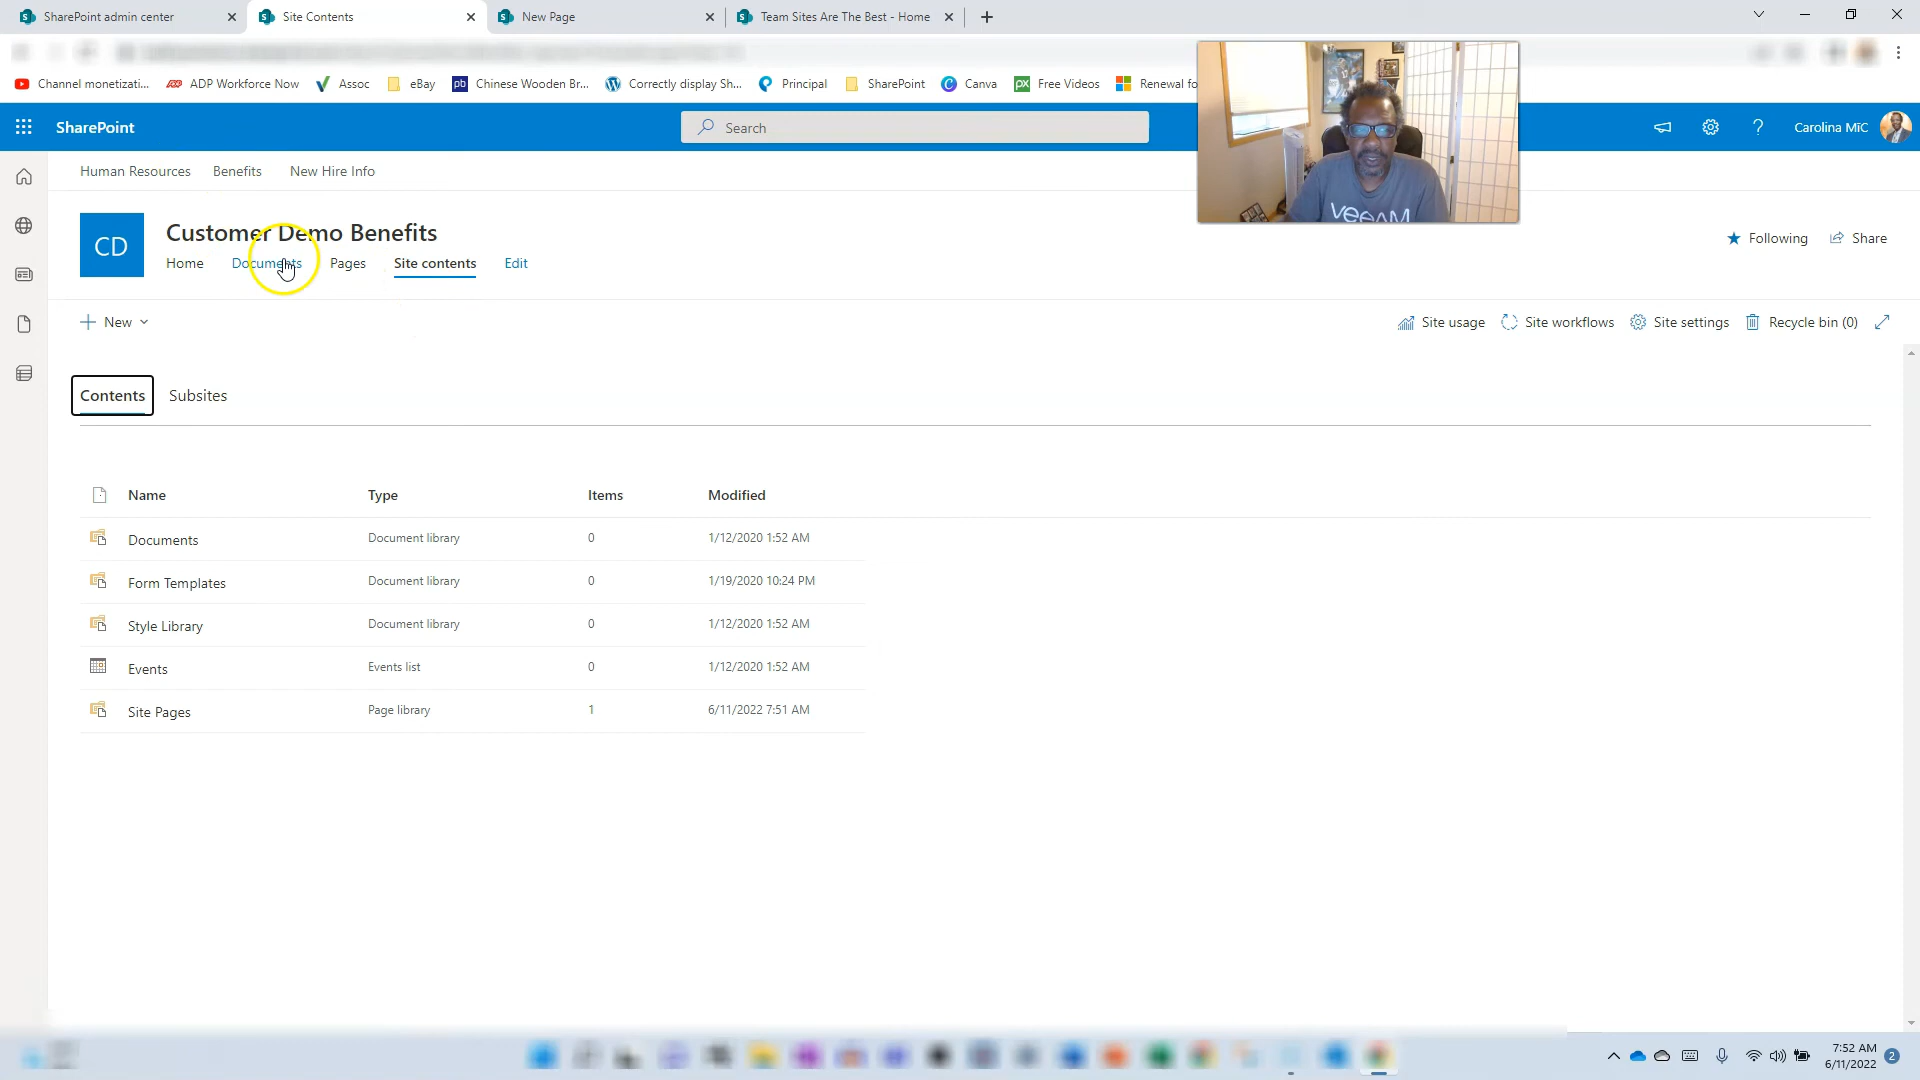 SharePoint admin center
Site Contents
New Page
Team Sites Are The Best - Home
Channel monetizati...
ADP Workforce Now
Assoc
eBay
pb
Chinese Wooden Br...
Correctly display Sh...
Principal
SharePoint
Canva
px
Free Videos
Renewal fo
SharePoint
Search
Carolina MiC
VeeAM
Human Resources
Benefits
New Hire Info
CD
Customer Demo Benefits
Home
Documents
Pages
Site contents
Edit
Following
Share
New
Site usage
Site workflows
Site settings
Recycle bin (0)
Contents
Subsites
Name Type Items Modified
Documents Document library 0 1/12/2020 1:52 AM
Form Templates Document library 0 1/19/2020 10:24 PM
Style Library Document library 0 1/12/2020 1:52 AM
Events Events list 0 1/12/2020 1:52 AM
Site Pages Page library 1 6/11/2022 7:51 AM
7:52 AM
6/11/2022
2